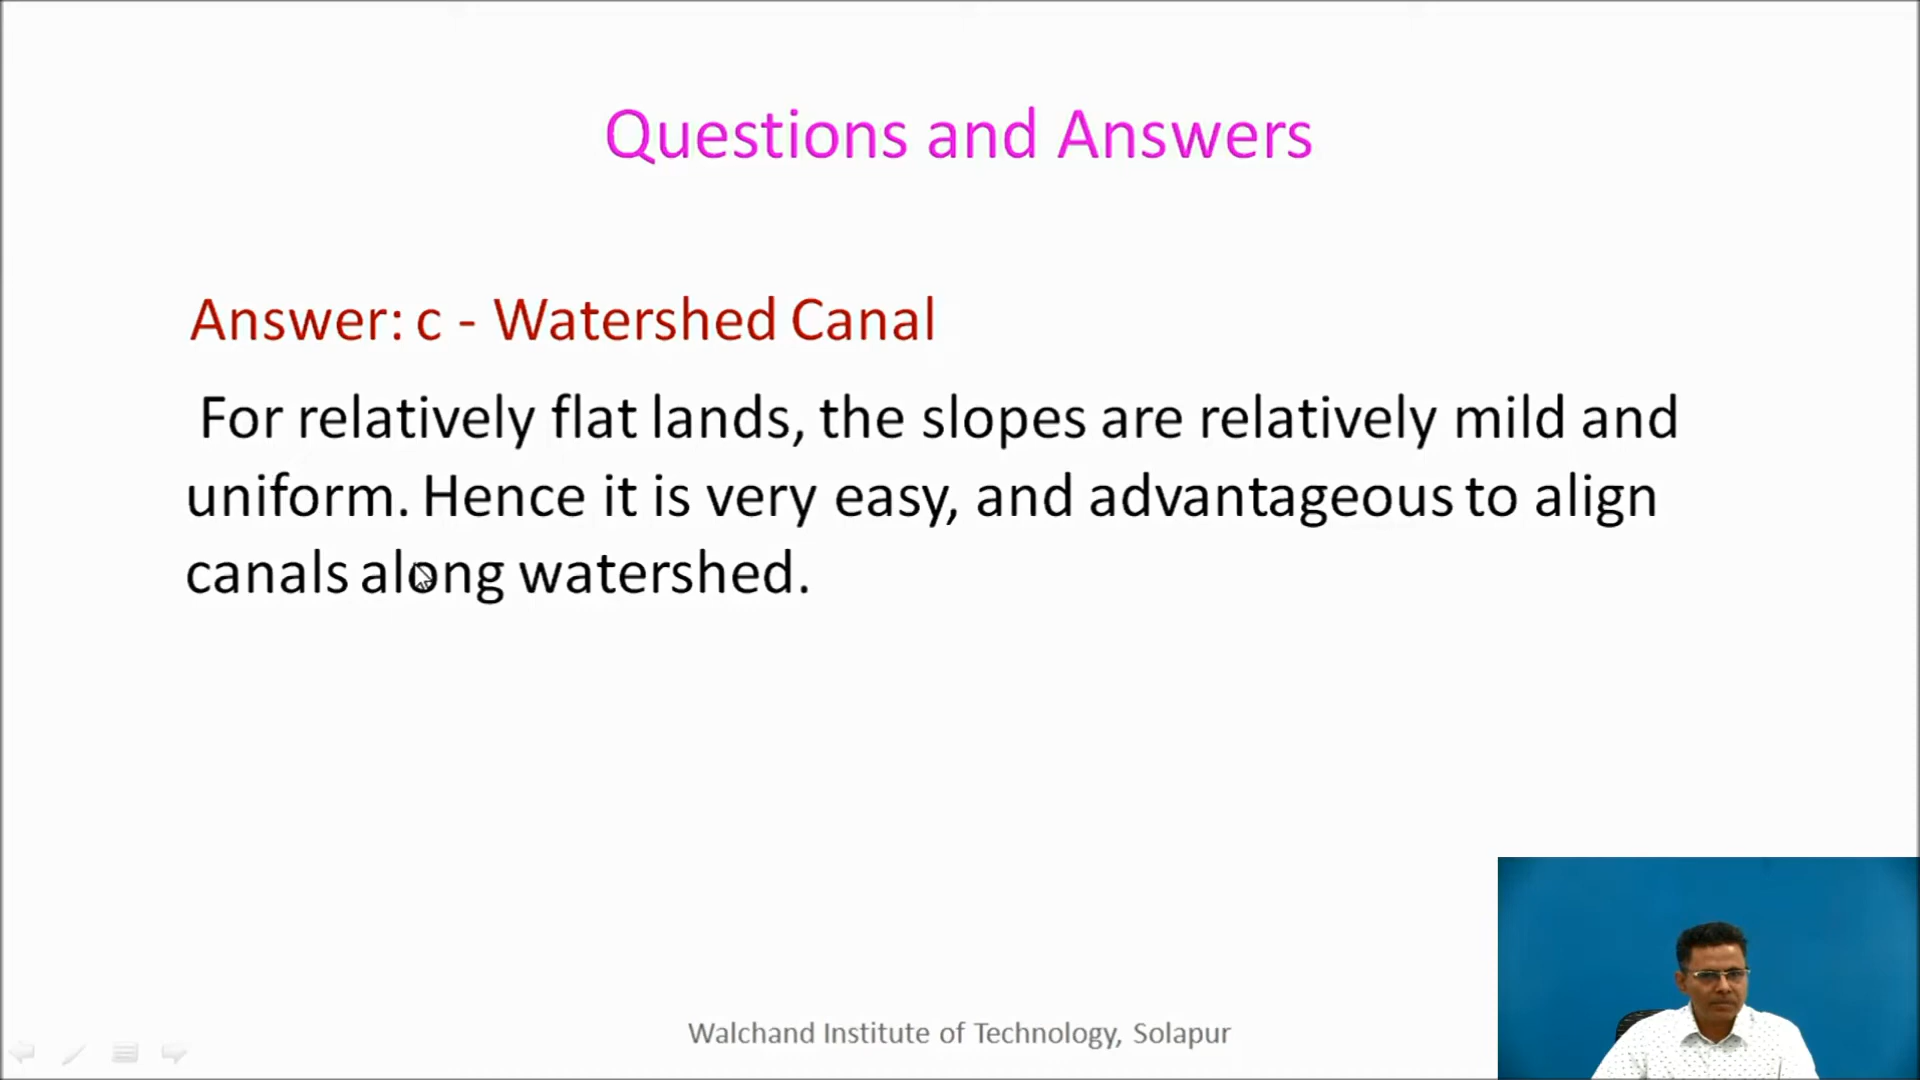 Questions and Answers
Answer: c - Watershed Canal
For relatively flat lands, the slopes are relatively mild and
uniform. Hence it is very easy, and advantageous to align
canals along watershed.
Walchand Institute of Technology, Solapur